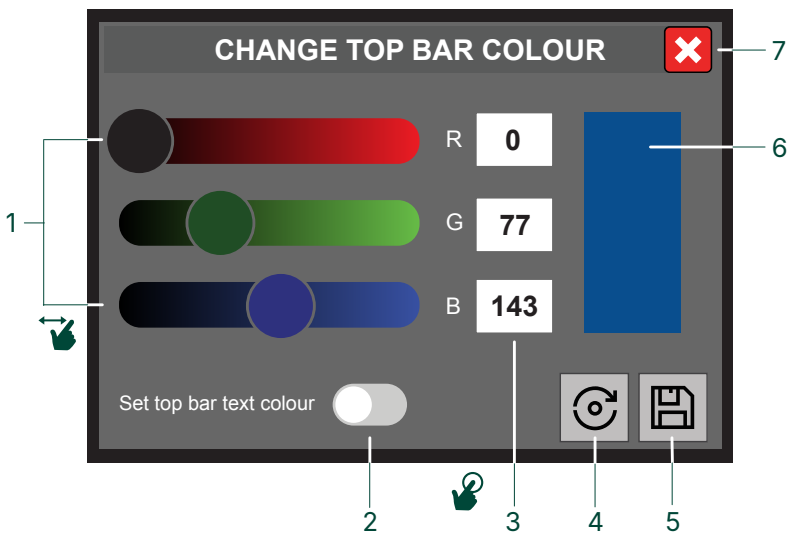 CHANGE TOP BAR COLOUR
7
R 0
6
1
G 77
B 143
Set top bar text colour
2 3 4 5